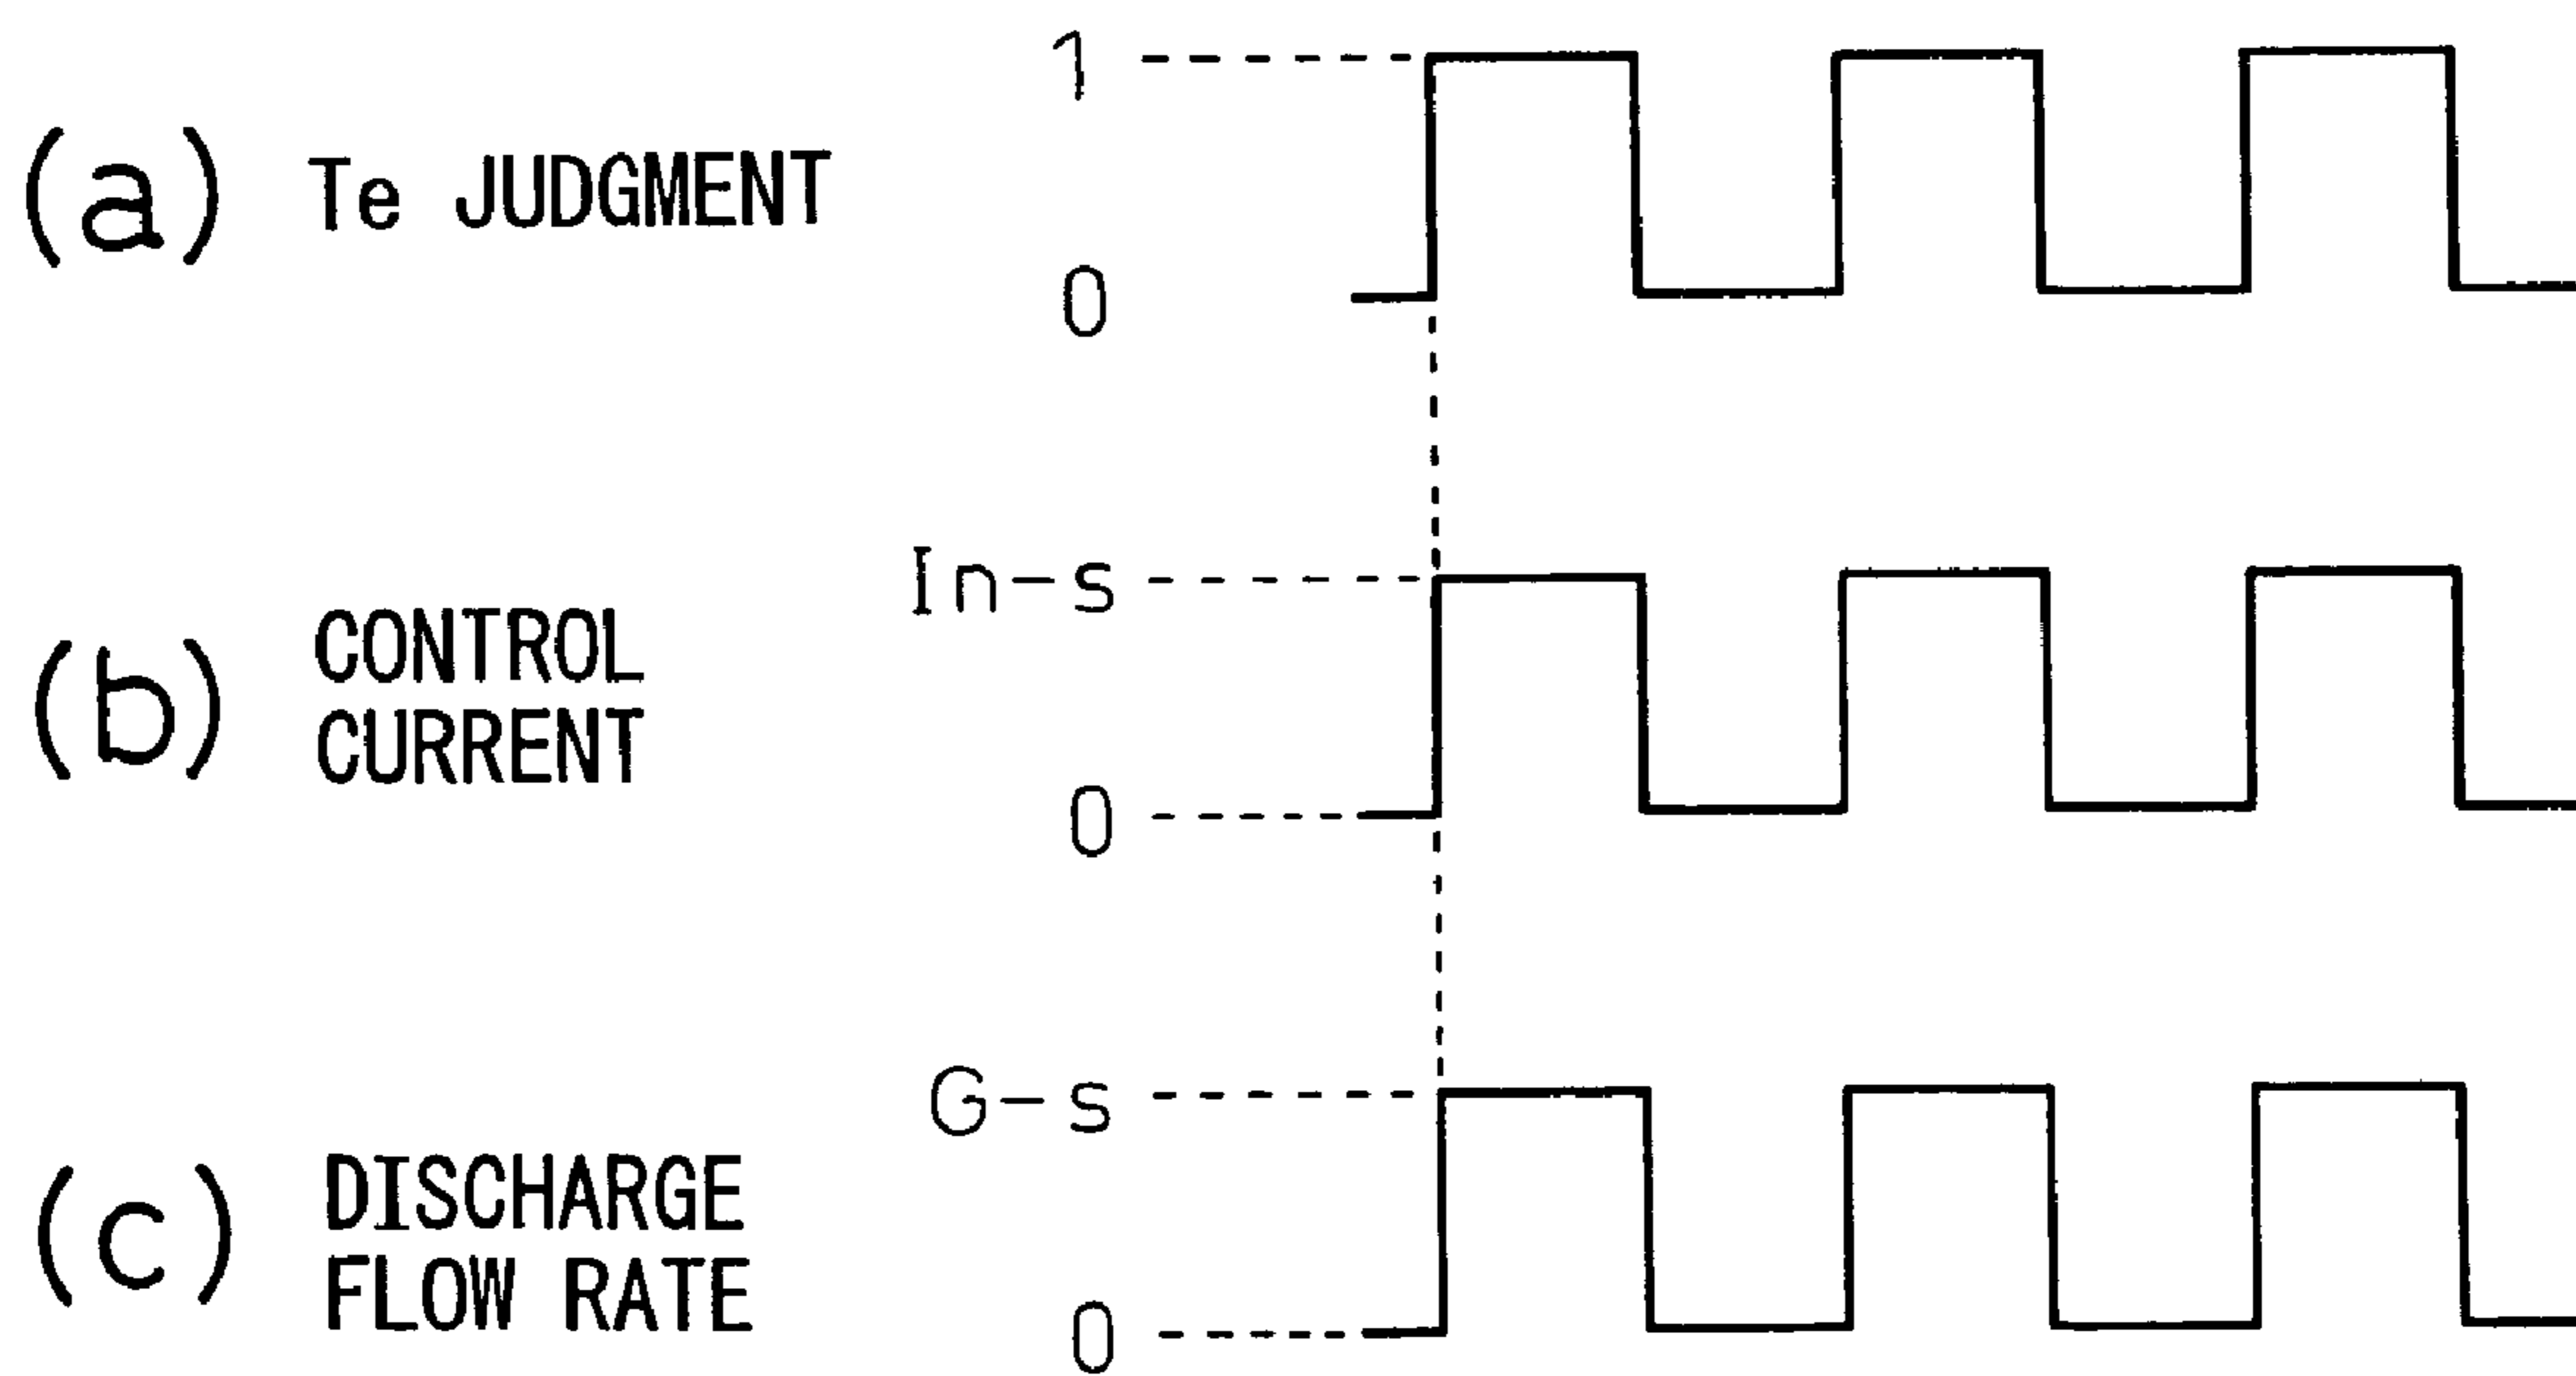 (a) Te JUDGMENT
1
0
(b) CONTROL
CURRENT
In-s
0
(c) DISCHARGE
FLOW RATE
G-s
0